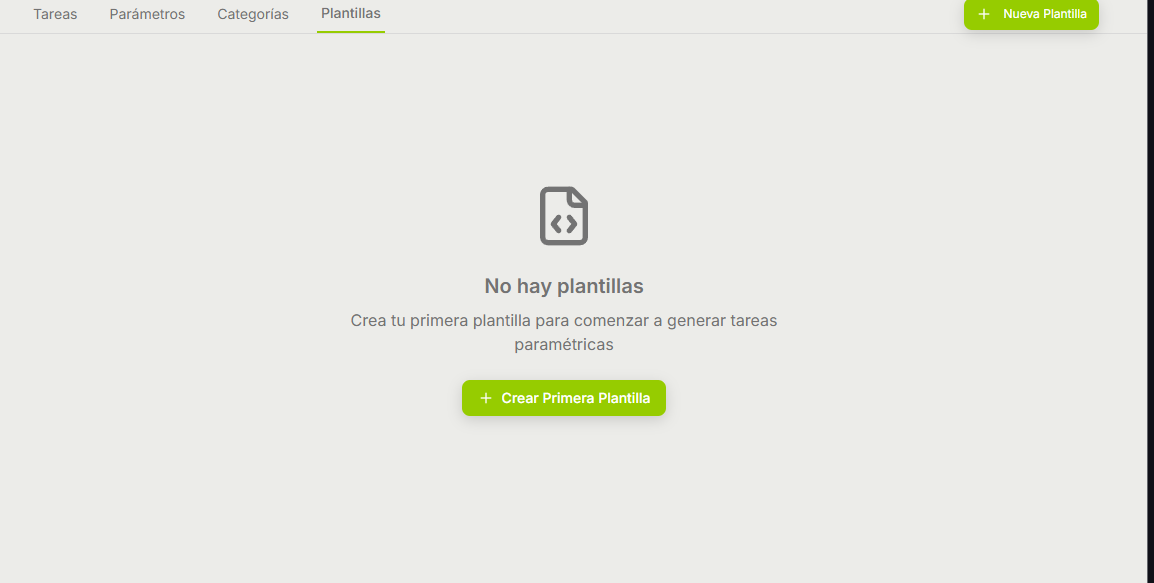 Tareas Parámetros Categorías Plantillas + Nueva Plantilla
No hay plantillas
Crea tu primera plantilla para comenzar a generar tareas
paramétricas
+ Crear Primera Plantilla